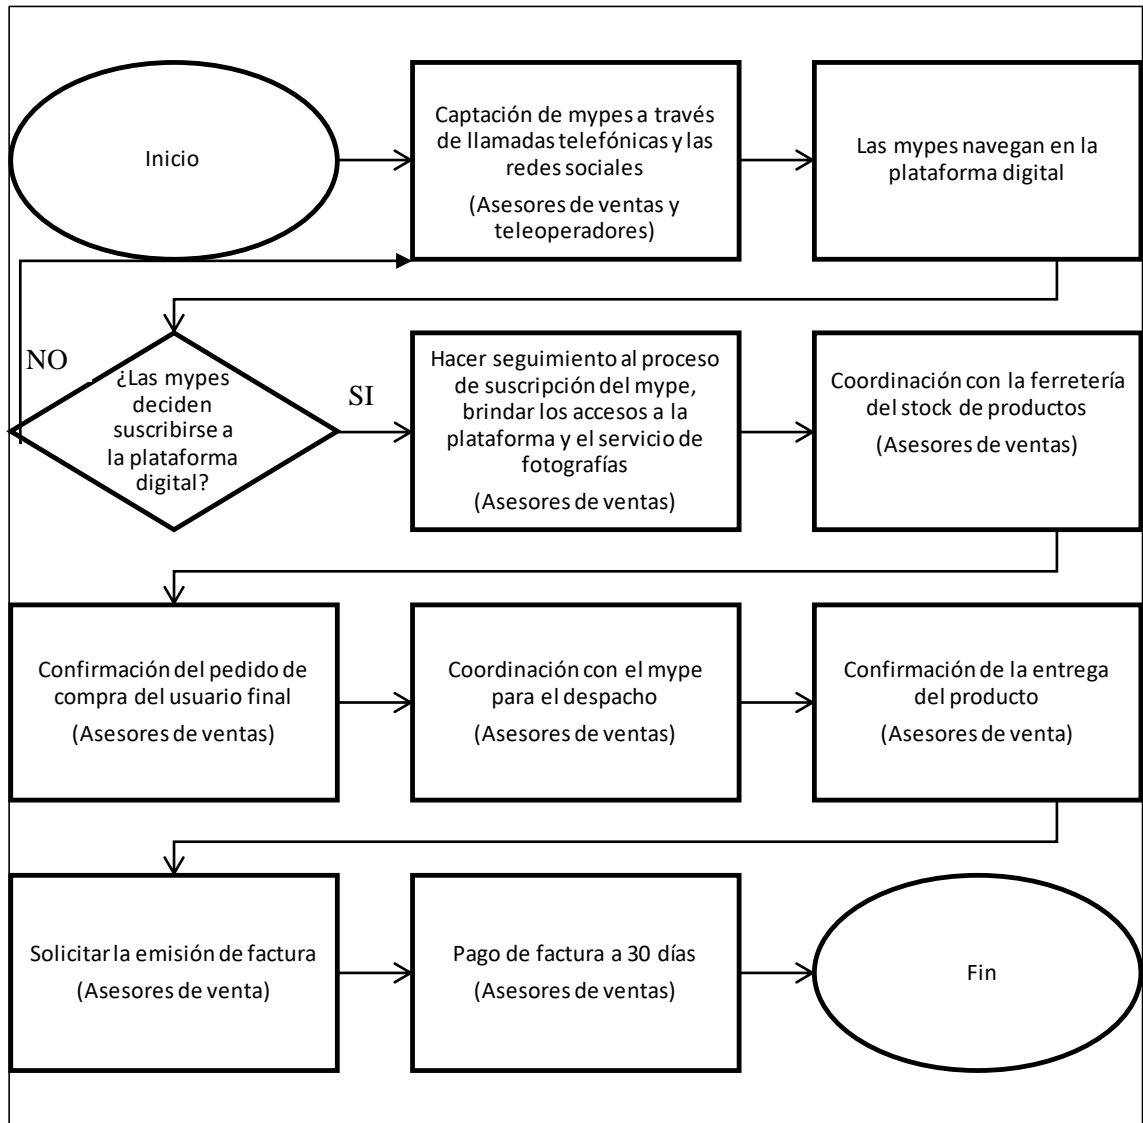 Inicio
Captación de mypes a través
de llamadas telefónicas y las
redes sociales
(Asesores de ventas y
teleoperadores)
Las mypes navegan en la
plataforma digital
NO
¿Las mypes
deciden
suscribirse a
la plataforma
digital?
SI
Hacer seguimiento al proceso
de suscripción del mype,
brindar los accesos a la
plataforma y el servicio de
fotografías
(Asesores de ventas)
Coordinación con la ferretería
del stock de productos
(Asesores de ventas)
Confirmación del pedido de
compra del usuario final
(Asesores de ventas)
Coordinación con el mype
para el despacho
(Asesores de ventas)
Confirmación de la entrega
del producto
(Asesores de venta)
Solicitar la emisión de factura
(Asesores de venta)
Pago de factura a 30 días
(Asesores de ventas)
Fin